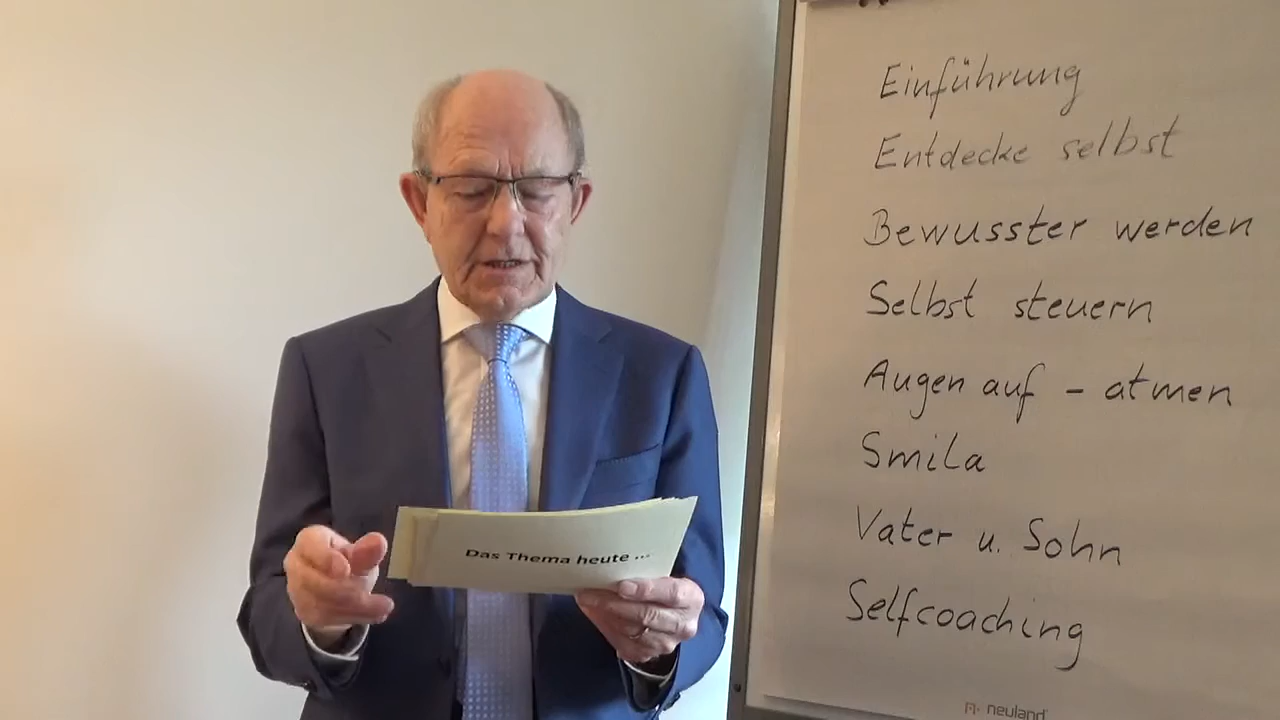 Einführung
Entdecke selbst
Bewusster werden
Selbst steuern
Augen auf – atmen
Smila
Vater u. Sohn
Selfcoaching
neuland
Das Thema heute ...